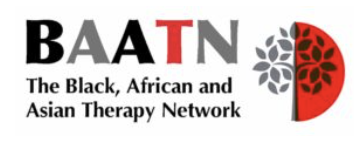 BAATN
The Black, African and
Asian Therapy Network